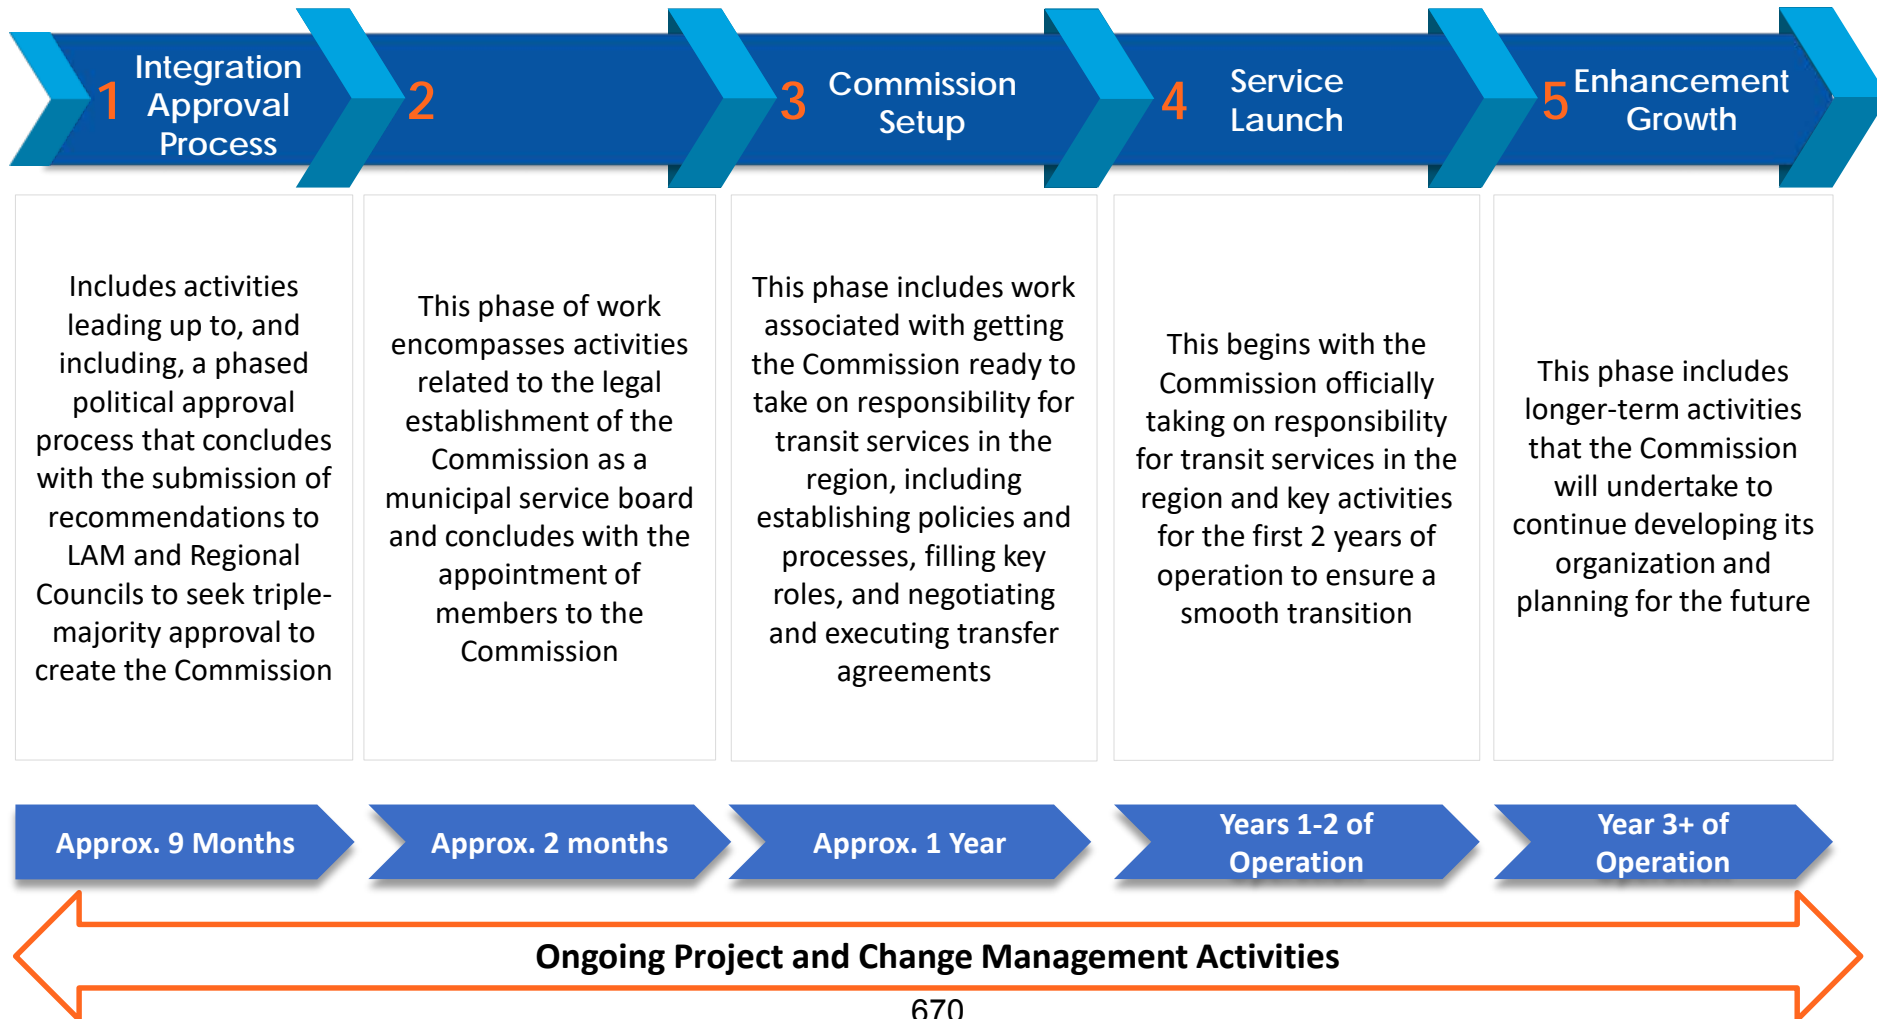 1
Integration
Approval
Process
2
3
Commission
Setup
4
Service
Launch
5
Enhancement
Growth
Includes activities
leading up to, and
including, a phased
political approval
process that concludes
with the submission of
recommendations to
LAM and Regional
Councils to seek triple-
majority approval to
create the Commission
This phase of work
encompasses activities
related to the legal
establishment of the
Commission as a
municipal service board
and concludes with the
appointment of
members to the
Commission
This phase includes work
associated with getting
the Commission ready to
take on responsibility for
transit services in the
region, including
establishing policies and
processes, filling key
roles, and negotiating
and executing transfer
agreements
This begins with the
Commission officially
taking on responsibility
for transit services in the
region and key activities
for the first 2 years of
operation to ensure a
smooth transition
This phase includes
longer-term activities
that the Commission
will undertake to
continue developing its
organization and
planning for the future
Approx. 9 Months
Approx. 2 months
Approx. 1 Year
Years 1-2 of
Operation
Year 3+ of
Operation
Ongoing Project and Change Management Activities
670